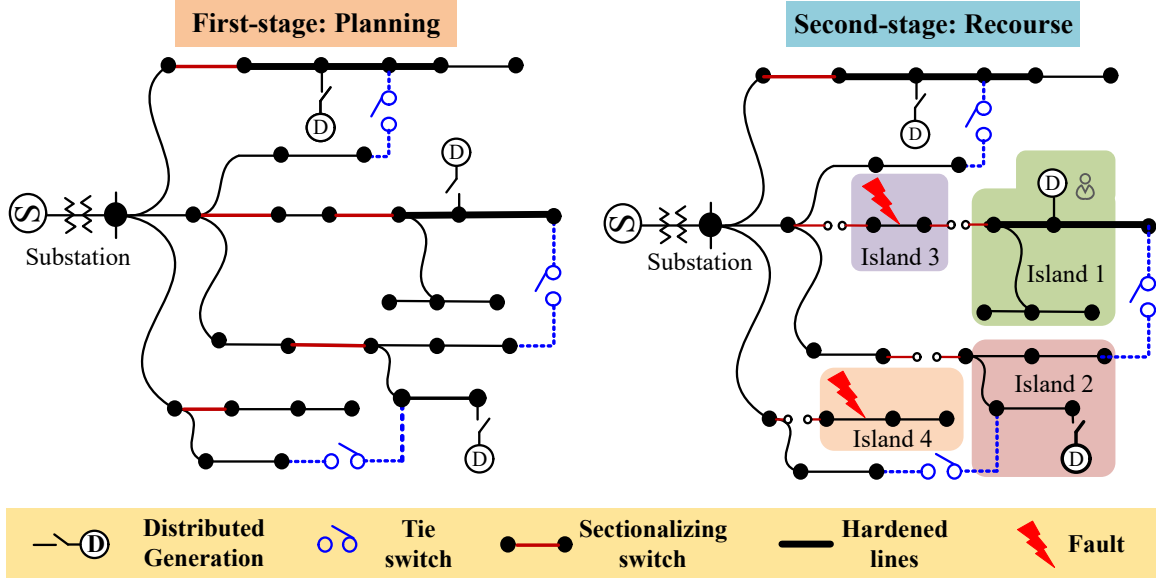 First-stage: Planning
Second-stage: Recourse
D
D
S
Substation
D
D
D
S
Substation
Island 3
Island 1
Island 2
Island 4
D
D
Distributed
Generation
Tie
switch
Sectionalizing
switch
Hardened
lines
Fault
D